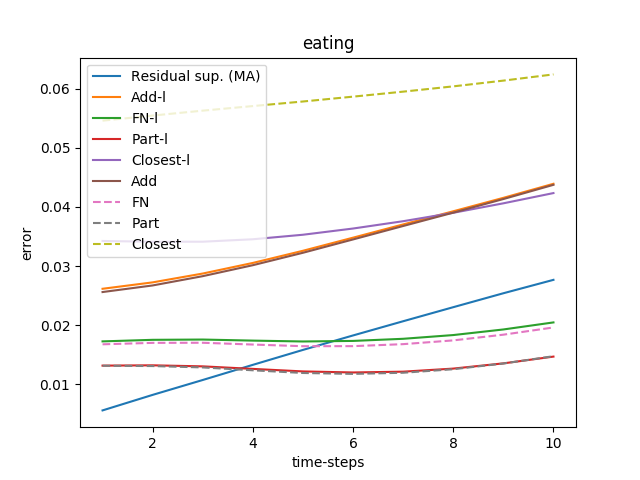 eating
error
0.06
0.05
0.04
0.03
0.02
0.01
Residual sup. (MA)
Add-l
FN-l
Part-l
Closest-l
Add
FN
Part
Closest
2
4
6
8
10
time-steps